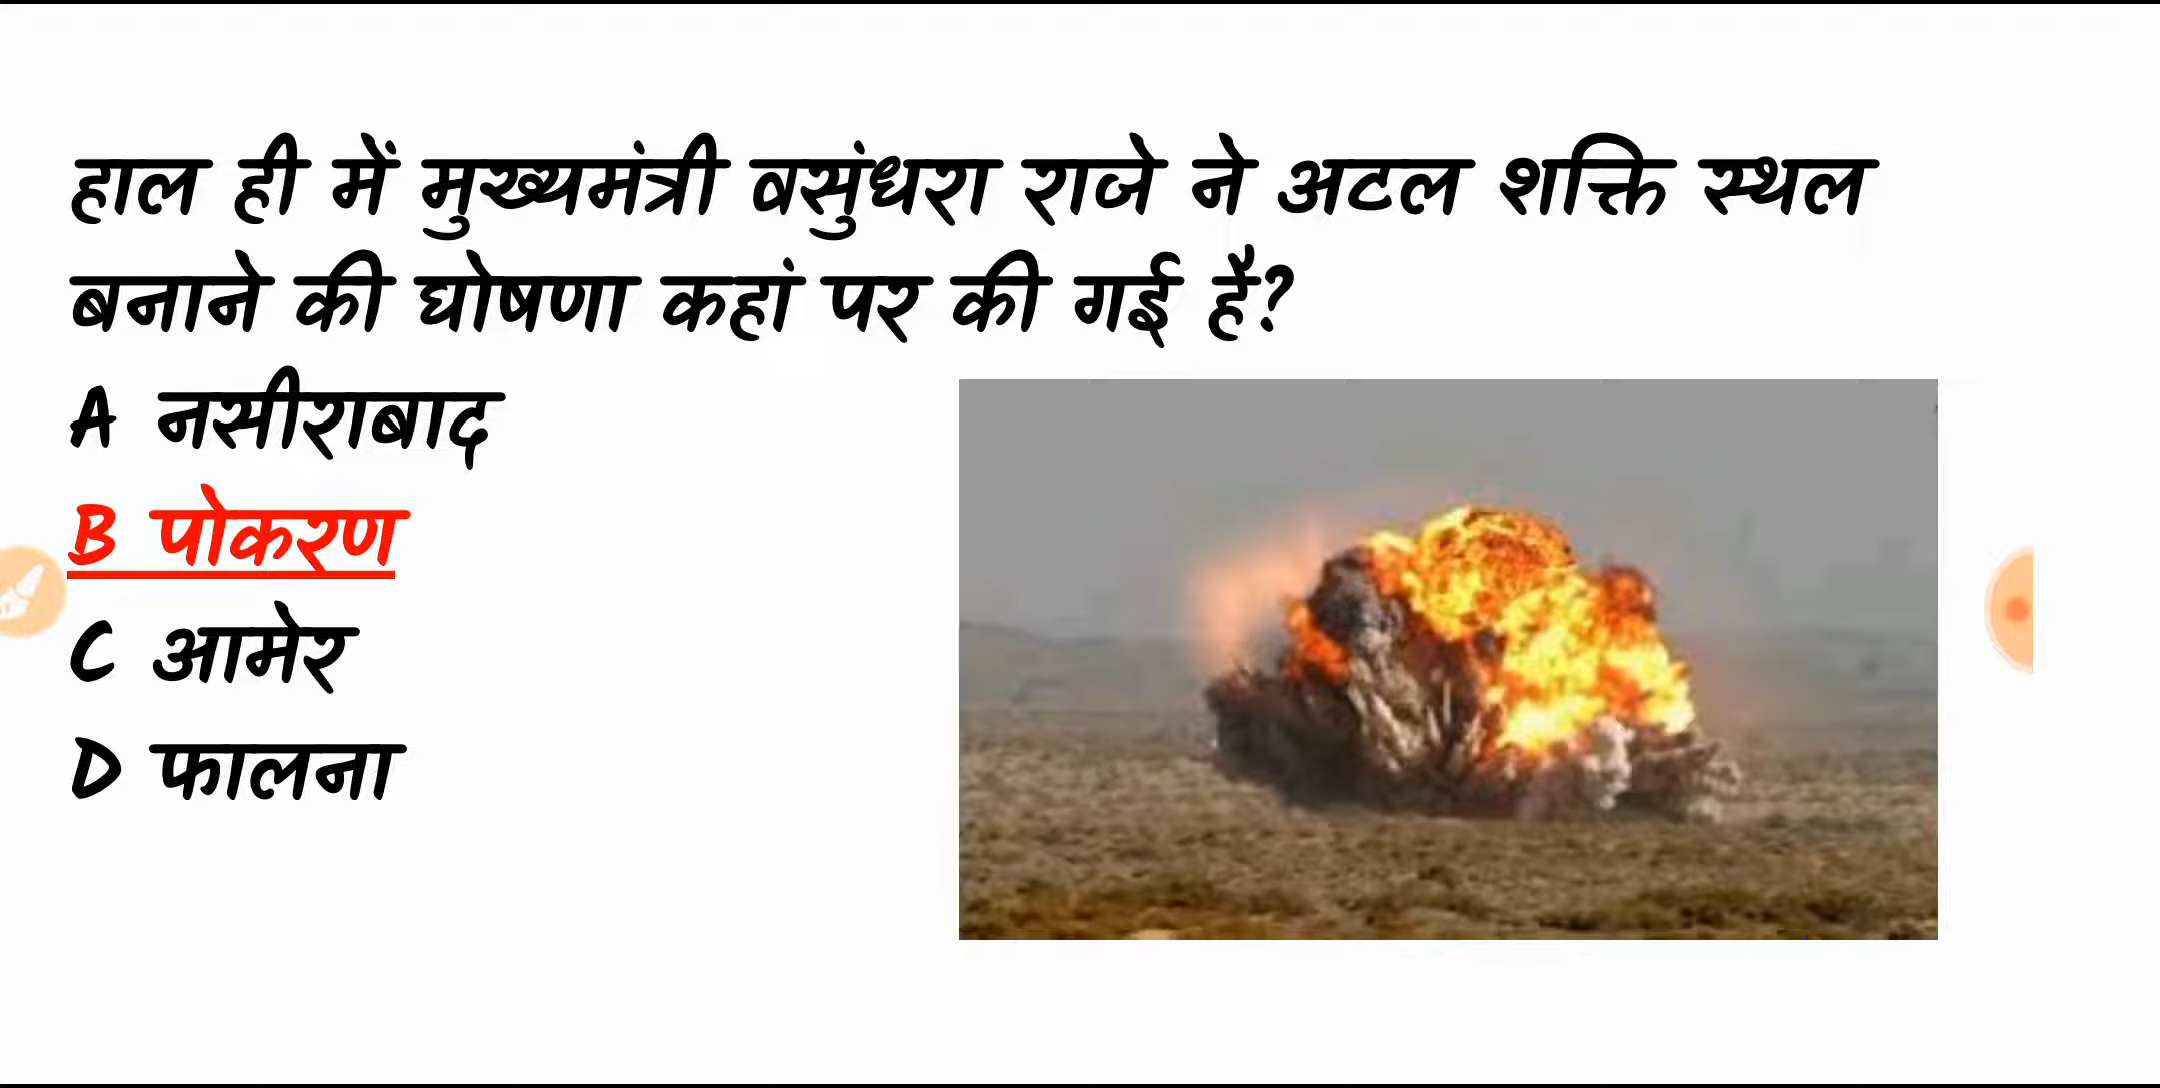 हाल ही में मुख्यमंत्री वसुंधरा राजे ने अटल शक्ति स्थल
बनाने की घोषणा कहां पर की गई है?
A नसीराबाद
B पोकरण
C आमेर
D फालना